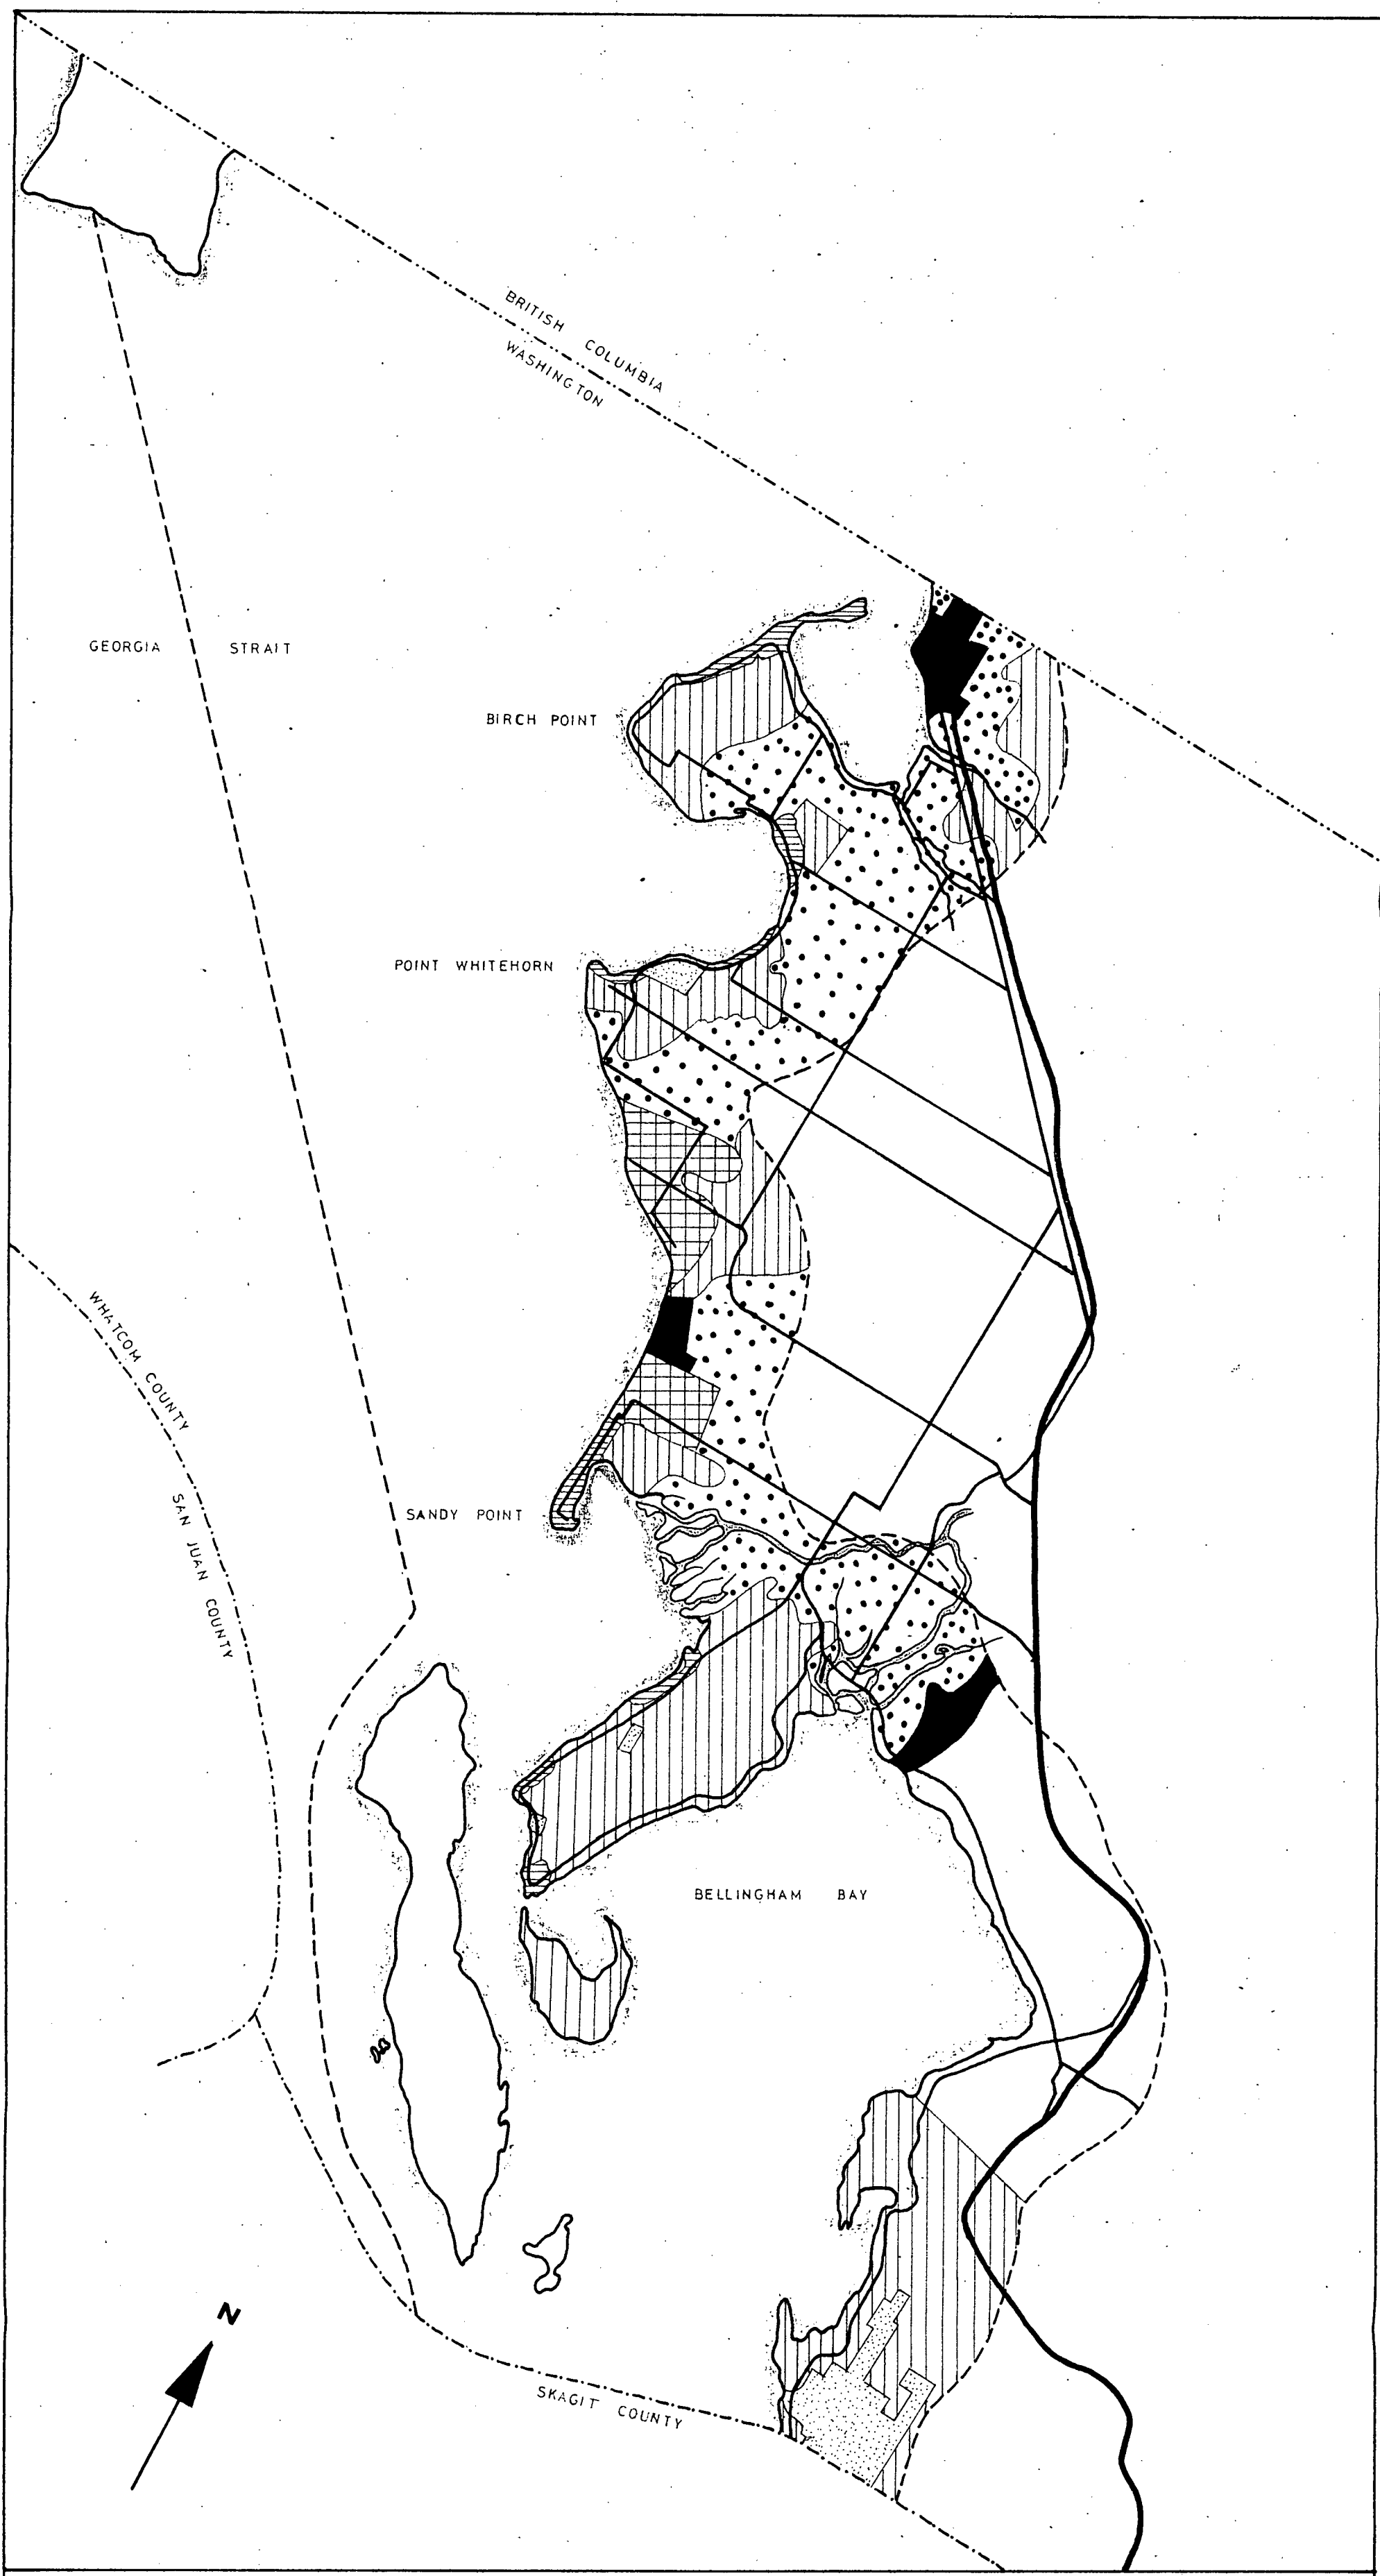 BRITISH COLUMBIA
WASHINGTON
GEORGIA STRAIT
BIRCH POINT
POINT WHITEHORN
WHATCOM COUNTY
SAN JUAN COUNTY
SANDY POINT
BELLINGHAM BAY
N
SKAGIT COUNTY